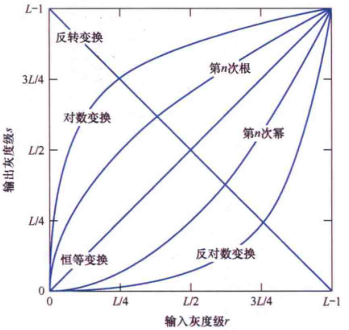 L−1
反转变换
第n次根
3L/4
对数变换
第n次幂
输出灰度级s
L/2
L/4
恒等变换
反对数变换
0
0
L/4
L/2
3L/4
L−1
输入灰度级r